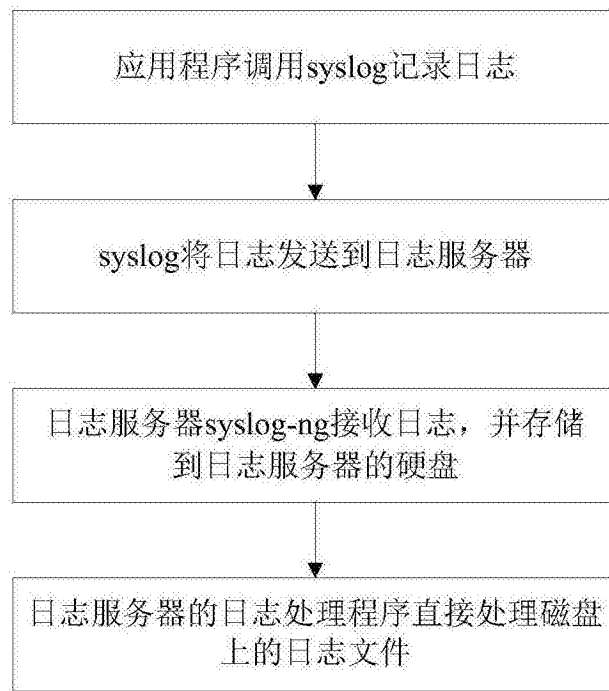 应用程序调用syslog记录日志
syslog将日志发送到日志服务器
日志服务器syslog-ng接收日志，并存储
到日志服务器的硬盘
日志服务器的日志处理程序直接处理磁盘
上的日志文件